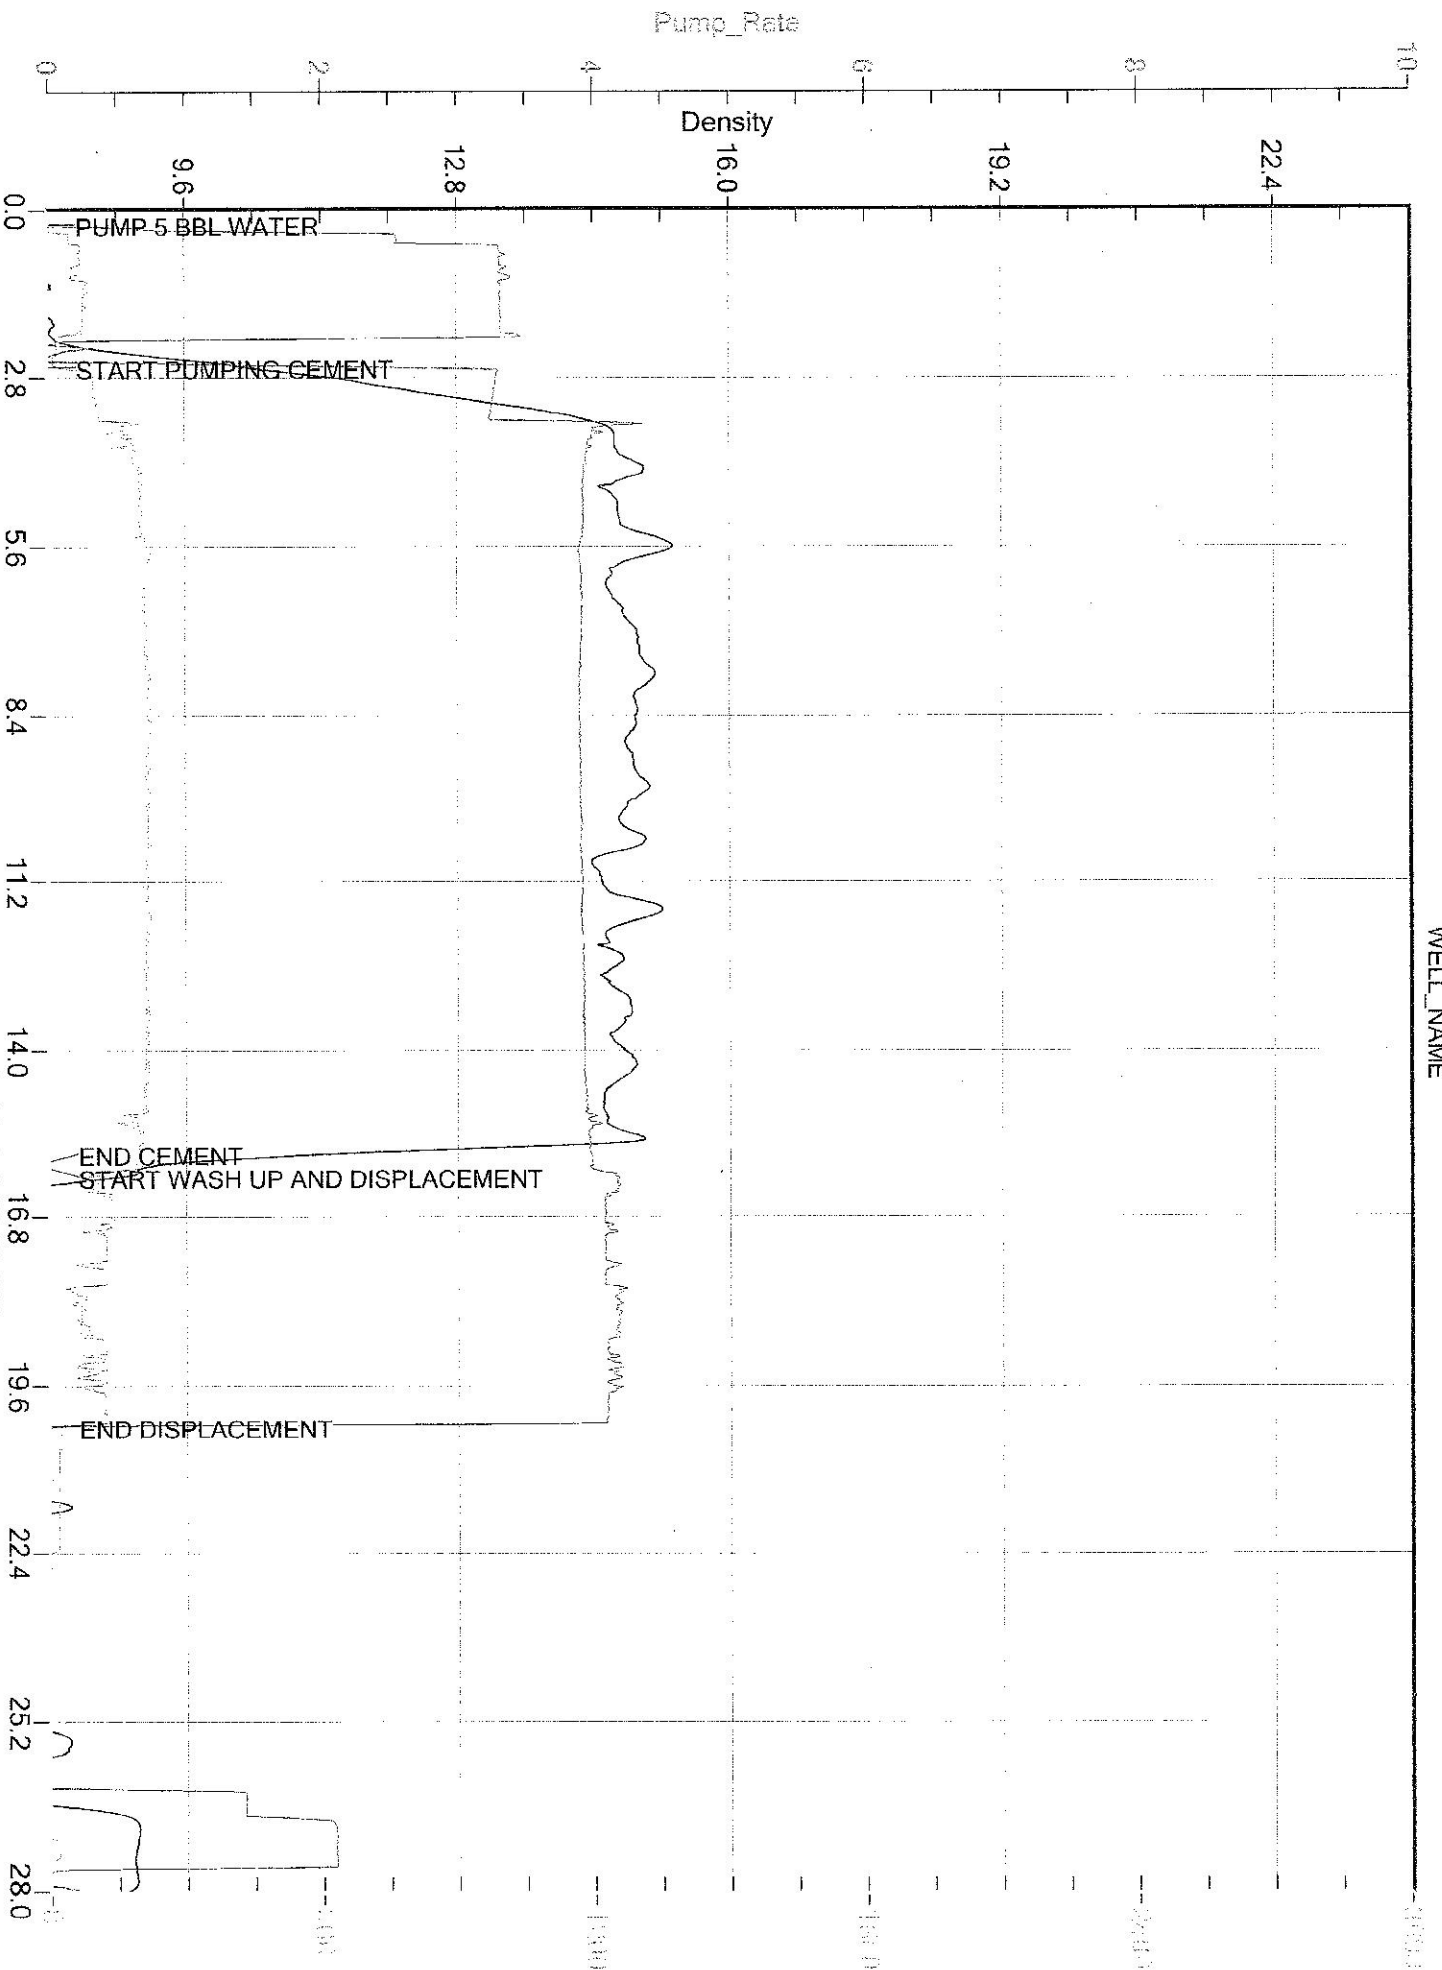 Pump_Rate
0
2
4
6
8
10
Density
9.6
12.8
16.0
19.2
22.4
WELL_NAME
0.0
PUMP 5 BBL WATER
START PUMPING CEMENT
2.8
5.6
8.4
11.2
14.0
END CEMENT
START WASH UP AND DISPLACEMENT
16.8
19.6
END DISPLACEMENT
22.4
25.2
28.0